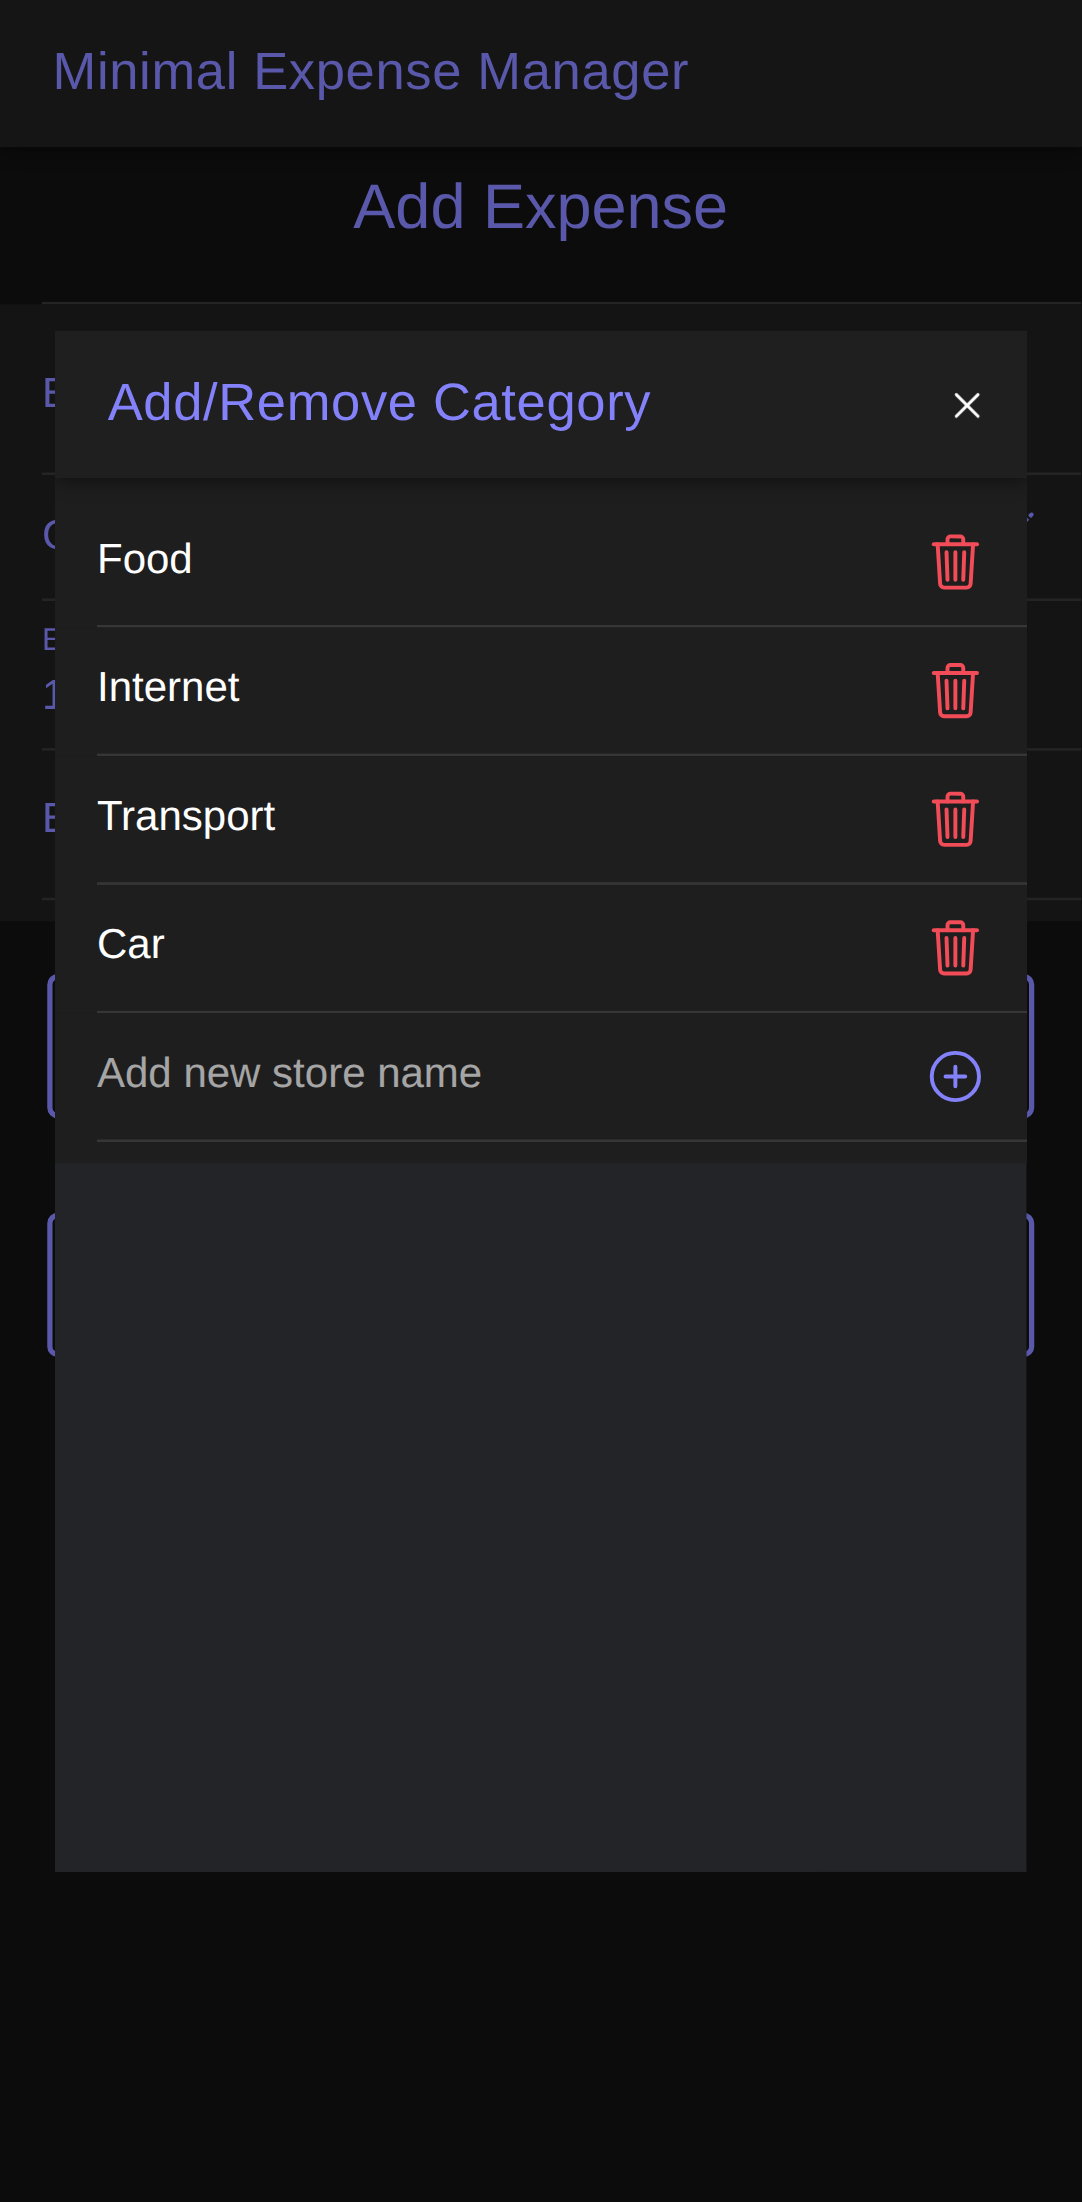 Minimal Expense Manager
Add Expense
Add/Remove Category
Food
Internet
Transport
Car
Add new store name